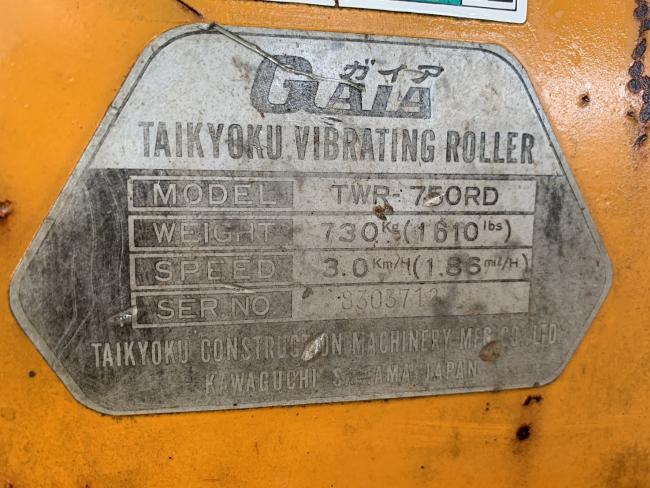 ガイア
GAIA
TAIKYOKU VIBRATING ROLLER
MODEL TWR-750RD
WEIGHT 730Kg(1610lbs)
SPEED 3.0Km/H(1.86mil/H)
SER.NO. 8303712
TAIKYOKU CONSTRUCTION MACHINERY MFG.CO.,LTD
KAWAGUCHI JAPAN